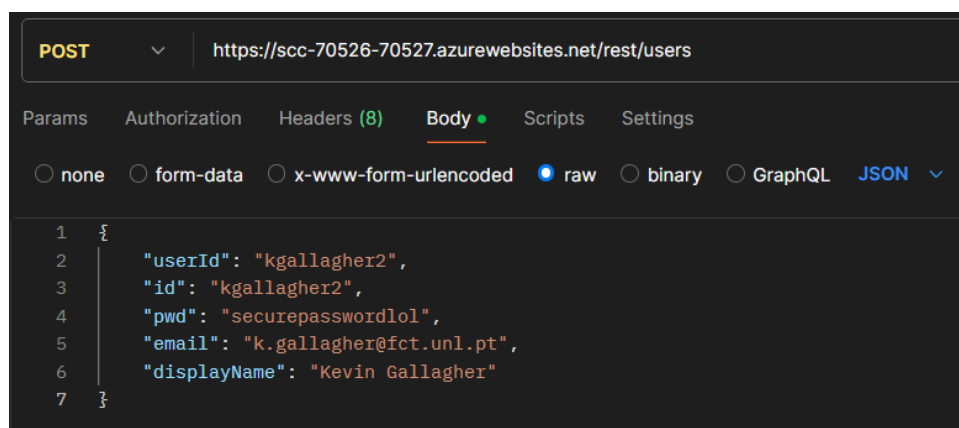 POST https://scc-70526-70527.azurewebsites.net/rest/users
Params Authorization Headers (8) Body Scripts Settings
none form-data x-www-form-urlencoded raw binary GraphQL JSON
1 {
2 "userId": "kgallagher2",
3 "id": "kgallagher2",
4 "pwd": "securepasswordlol",
5 "email": "k.gallagher@fct.unl.pt",
6 "displayName": "Kevin Gallagher"
7 }